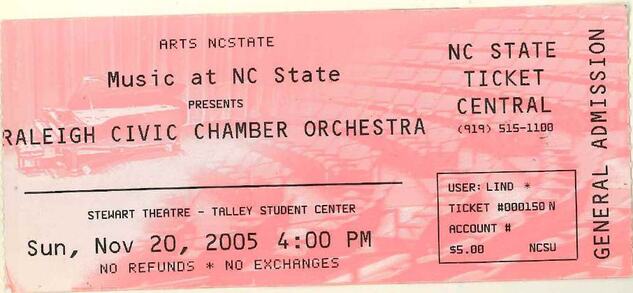 ARTS NCSTATE
Music at NC State
PRESENTS
RALEIGH CIVIC CHAMBER ORCHESTRA
STEWART THEATRE - TALLEY STUDENT CENTER
Sun, Nov 20, 2005 4:00 PM
NO REFUNDS * NO EXCHANGES
NC STATE
TICKET
CENTRAL
(919) 515-1100
USER: LIND *
TICKET #000150 N
ACCOUNT #
$5.00 NCSU
GENERAL ADMISSION